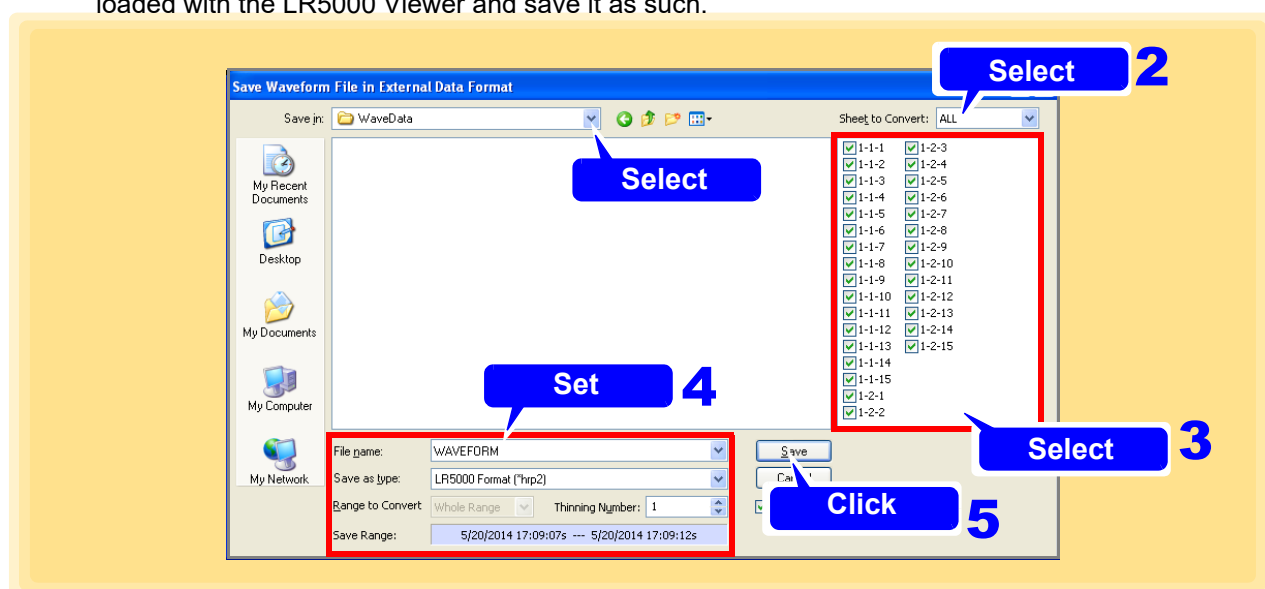 loaded with the LR5000 Viewer and save it as such.
Select 2
Save Waveform File in External Data Format
Save in: WaveData
Sheet to Convert: ALL
Select
My Recent Documents
Desktop
My Documents
My Computer
My Network
1-1-1 1-2-3
1-1-2 1-2-4
1-1-3 1-2-5
1-1-4 1-2-6
1-1-5 1-2-7
1-1-6 1-2-8
1-1-7 1-2-9
1-1-8 1-2-10
1-1-9 1-2-11
1-1-10 1-2-12
1-1-11 1-2-13
1-1-12 1-2-14
1-1-13 1-2-15
1-1-14
1-1-15
1-2-1
1-2-2
Set 4
Select 3
File name: WAVEFORM
Save as type: LR5000 Format (*hrp2)
Range to Convert Whole Range Thinning Number: 1
Save Range: 5/20/2014 17:09:07s --- 5/20/2014 17:09:12s
Save
Click 5